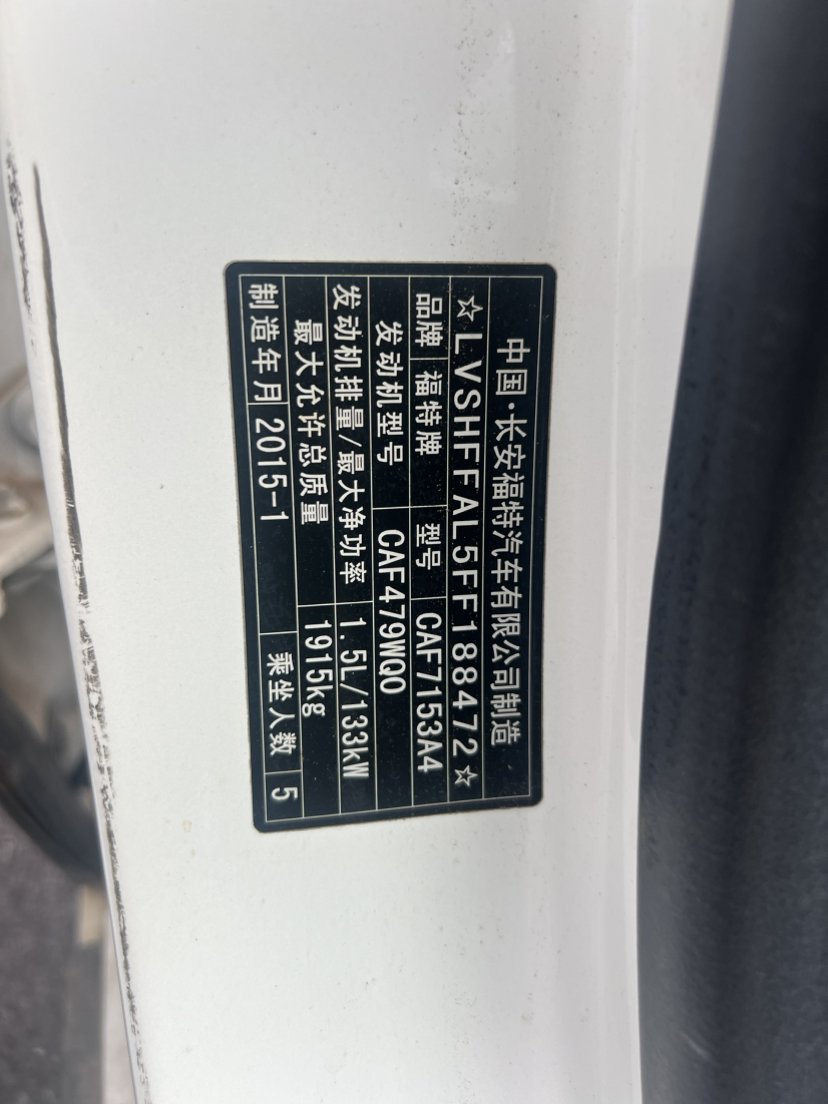 中国·长安福特汽车有限公司制造
☆LVSHFFAL5FF188472☆
品牌 福特牌 型号 CAF7153A4
发动机型号 CAF479WQ0
发动机排量/最大净功率 1.5L/133kW
最大允许总质量 1915kg
制造年月 2015-1 乘坐人数 5